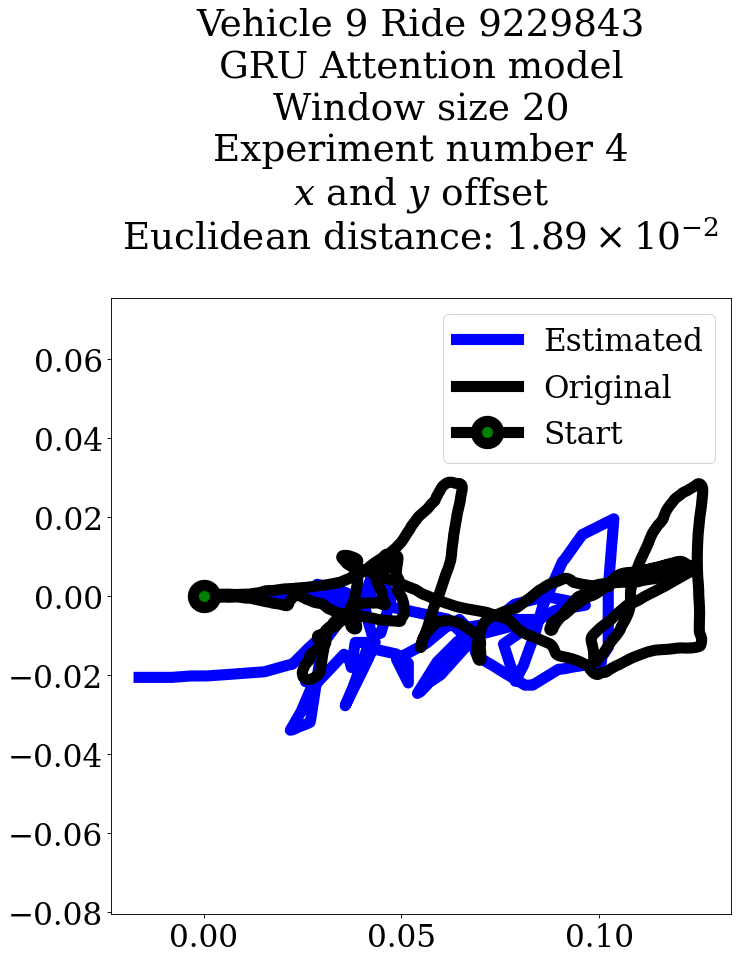 Vehicle 9 Ride 9229843
GRU Attention model
Window size 20
Experiment number 4
x and y offset
Euclidean distance: 1.89 × 10⁻²
Estimated
Original
Start
0.06
0.04
0.02
0.00
−0.02
−0.04
−0.06
−0.08
0.00 0.05 0.10